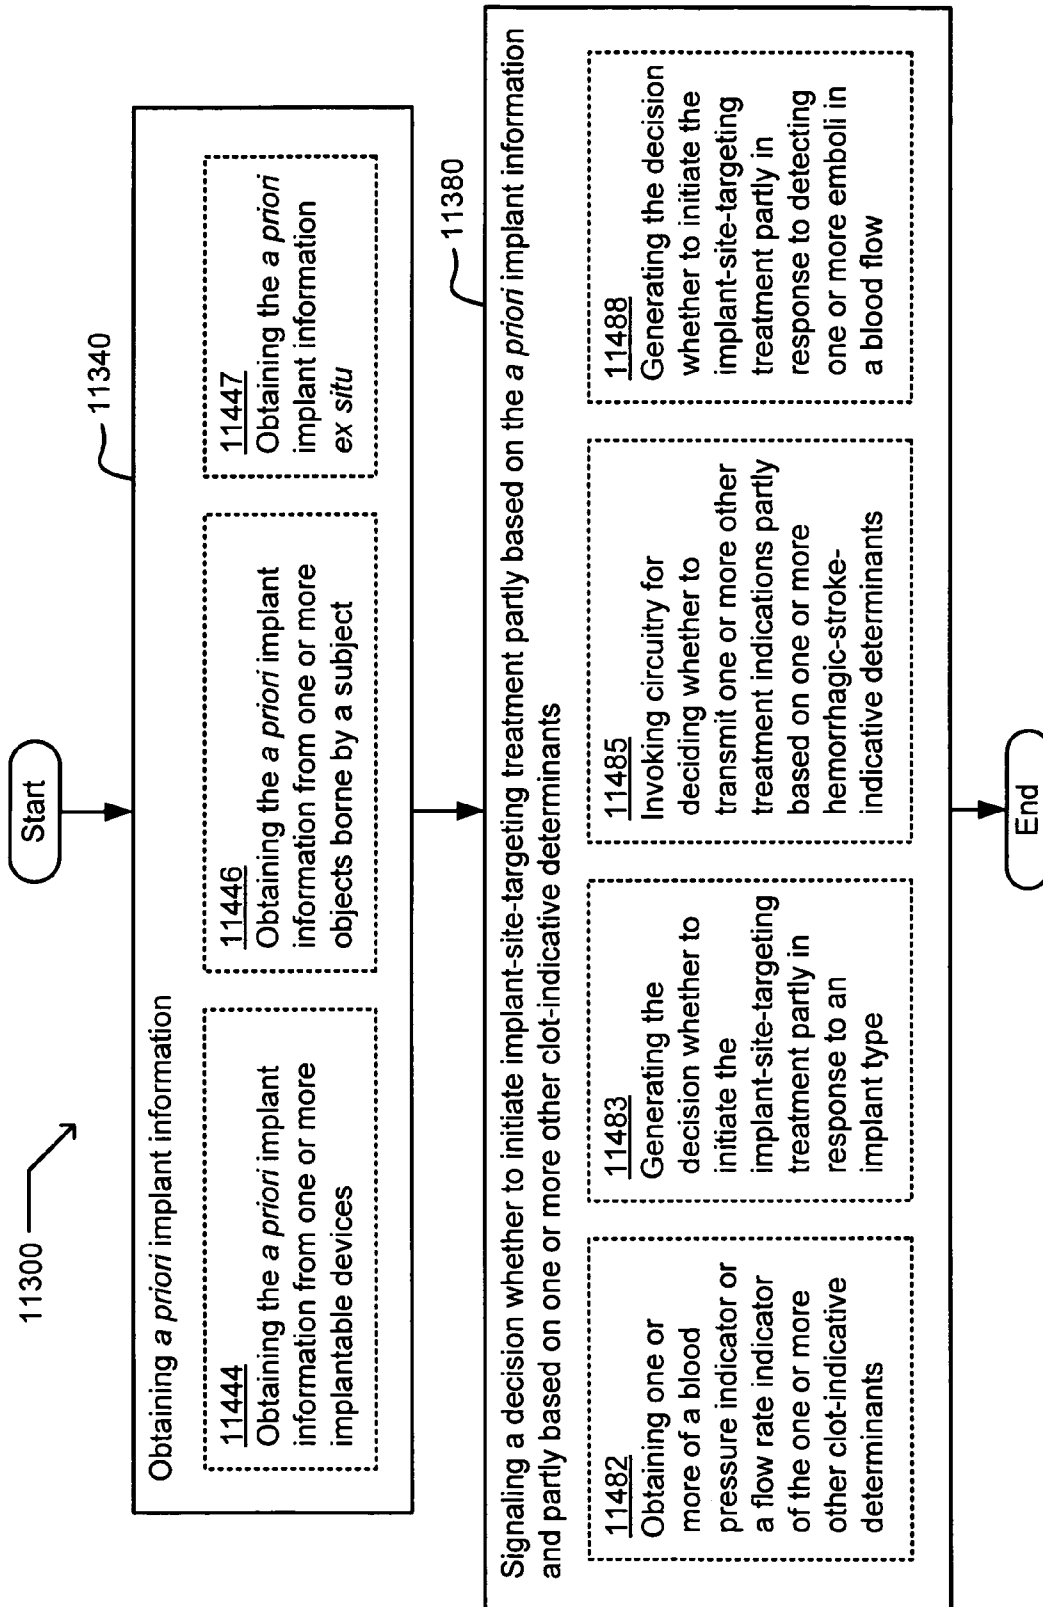 11300
Start
11340
Obtaining a priori implant information
11444
Obtaining the a priori implant
information from one or more
implantable devices
11446
Obtaining the a priori implant
information from one or more
objects borne by a subject
11447
Obtaining the a priori
implant information
ex situ
11380
Signaling a decision whether to initiate implant-site-targeting treatment partly based on the a priori implant information
and partly based on one or more other clot-indicative determinants
11482
Obtaining one or
more of a blood
pressure indicator or
a flow rate indicator
of the one or more
other clot-indicative
determinants
11483
Generating the
decision whether to
initiate the
implant-site-targeting
treatment partly in
response to an
implant type
11485
Invoking circuitry for
deciding whether to
transmit one or more other
treatment indications partly
based on one or more
hemorrhagic-stroke-
indicative determinants
11488
Generating the decision
whether to initiate the
implant-site-targeting
treatment partly in
response to detecting
one or more emboli in
a blood flow
End